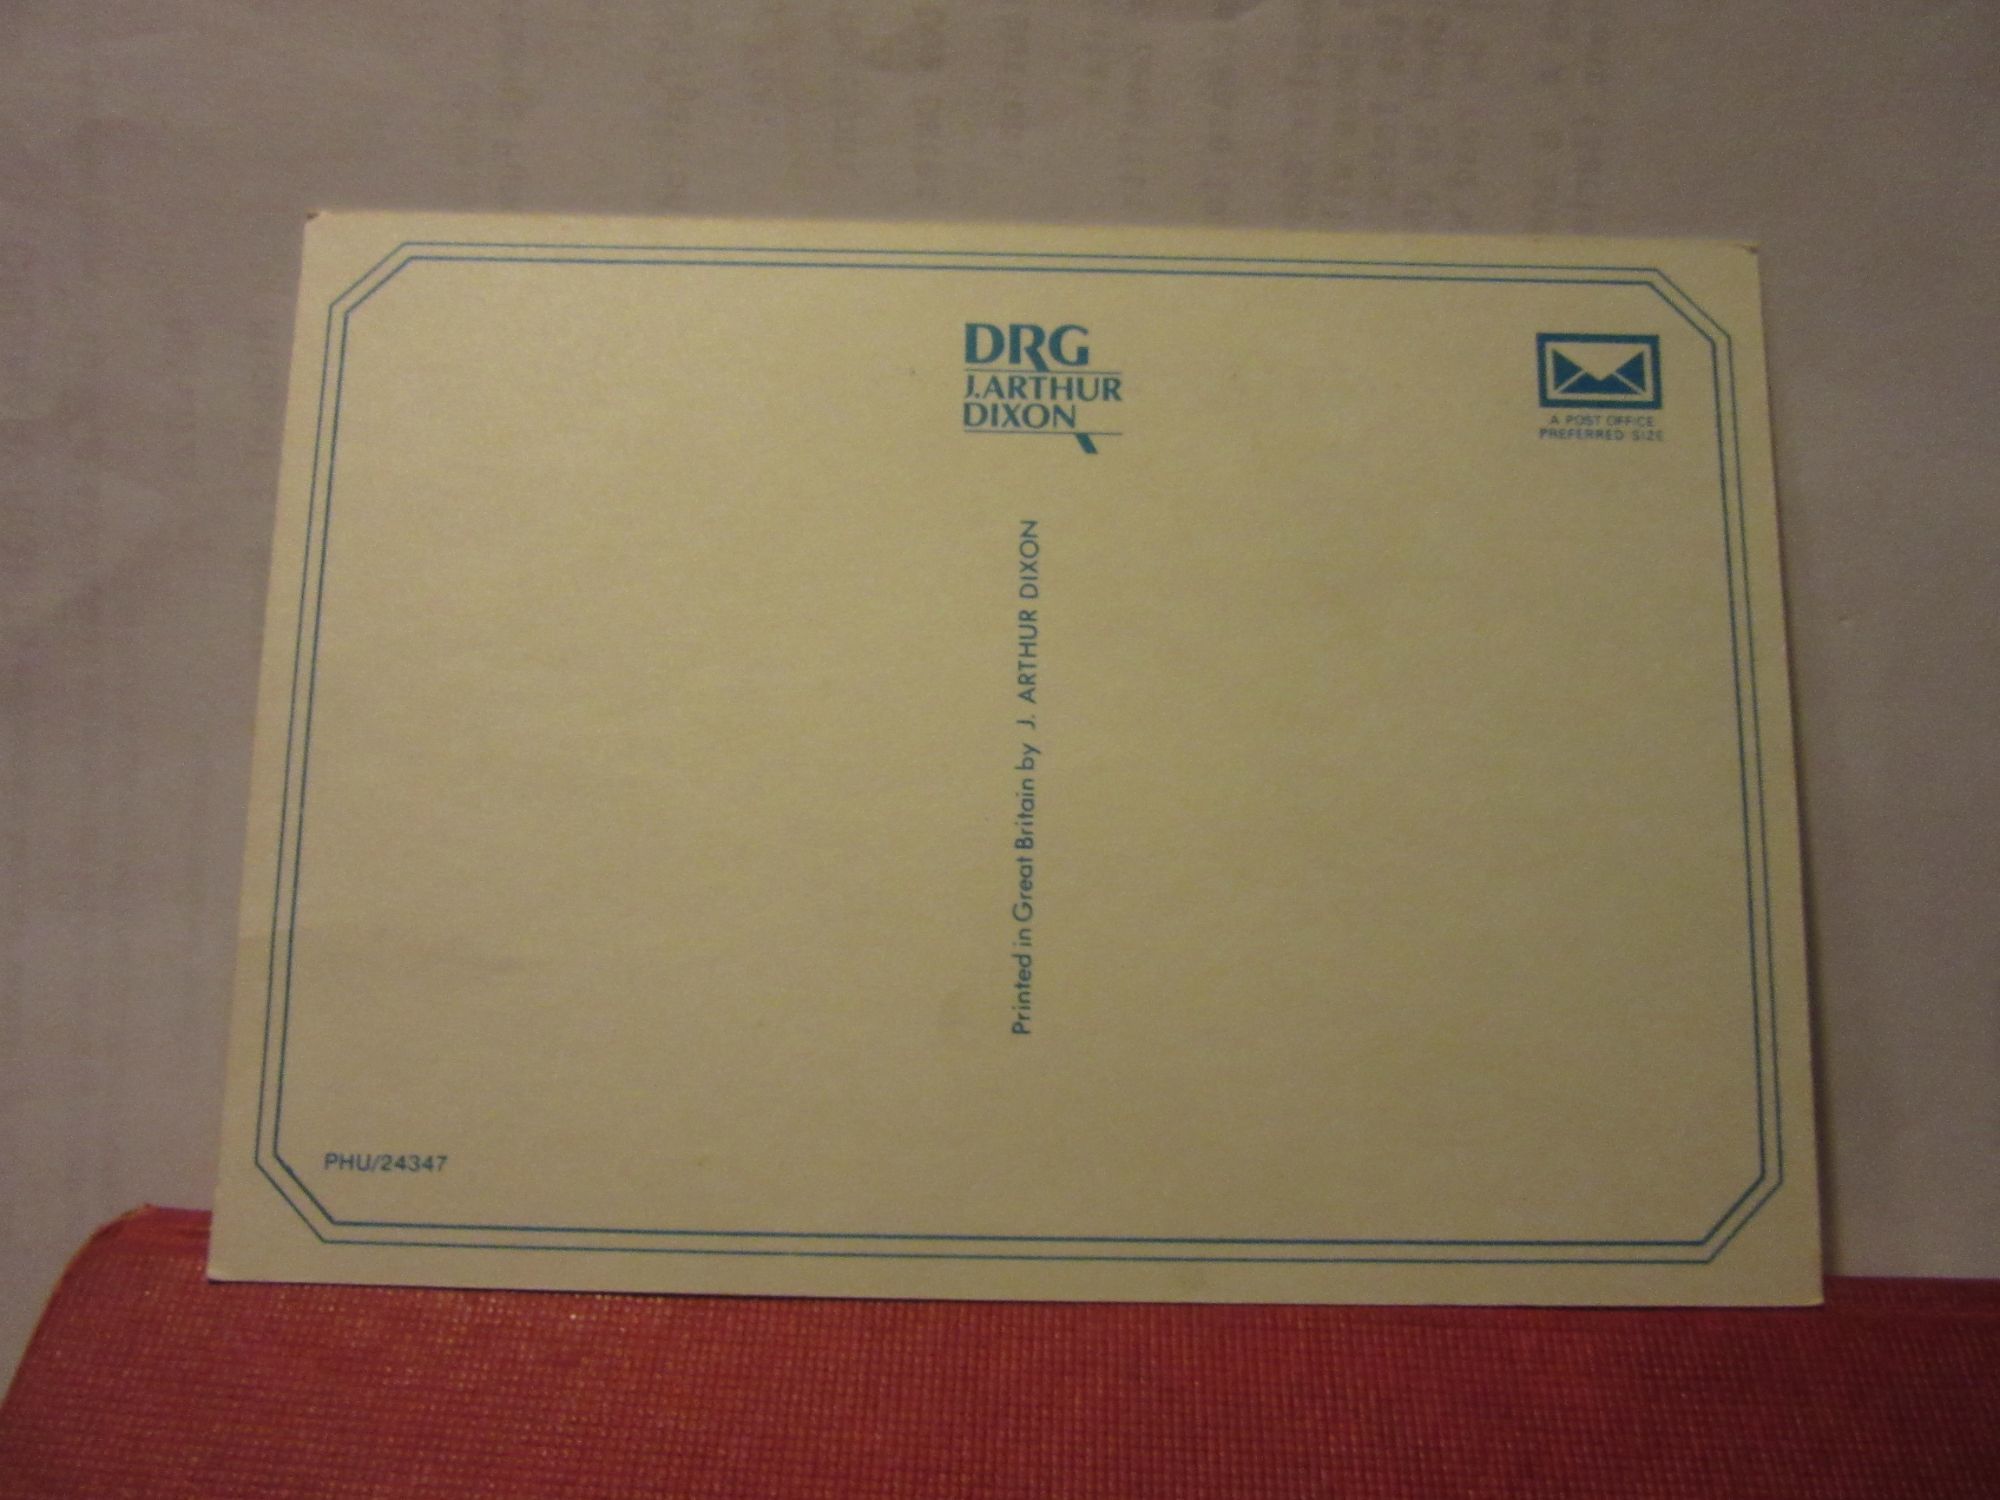 DRG
J.ARTHUR
DIXON
A POST OFFICE
PREFERRED SIZE
Printed in Great Britain by J. ARTHUR DIXON
PHU/24347